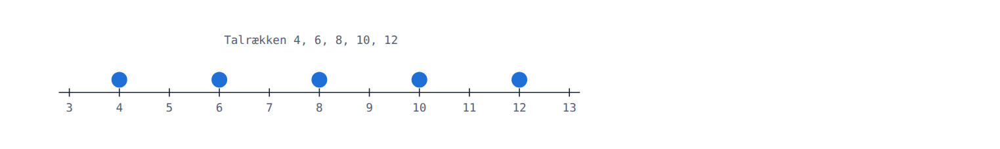 Talrækken 4, 6, 8, 10, 12
3 4 5 6 7 8 9 10 11 12 13